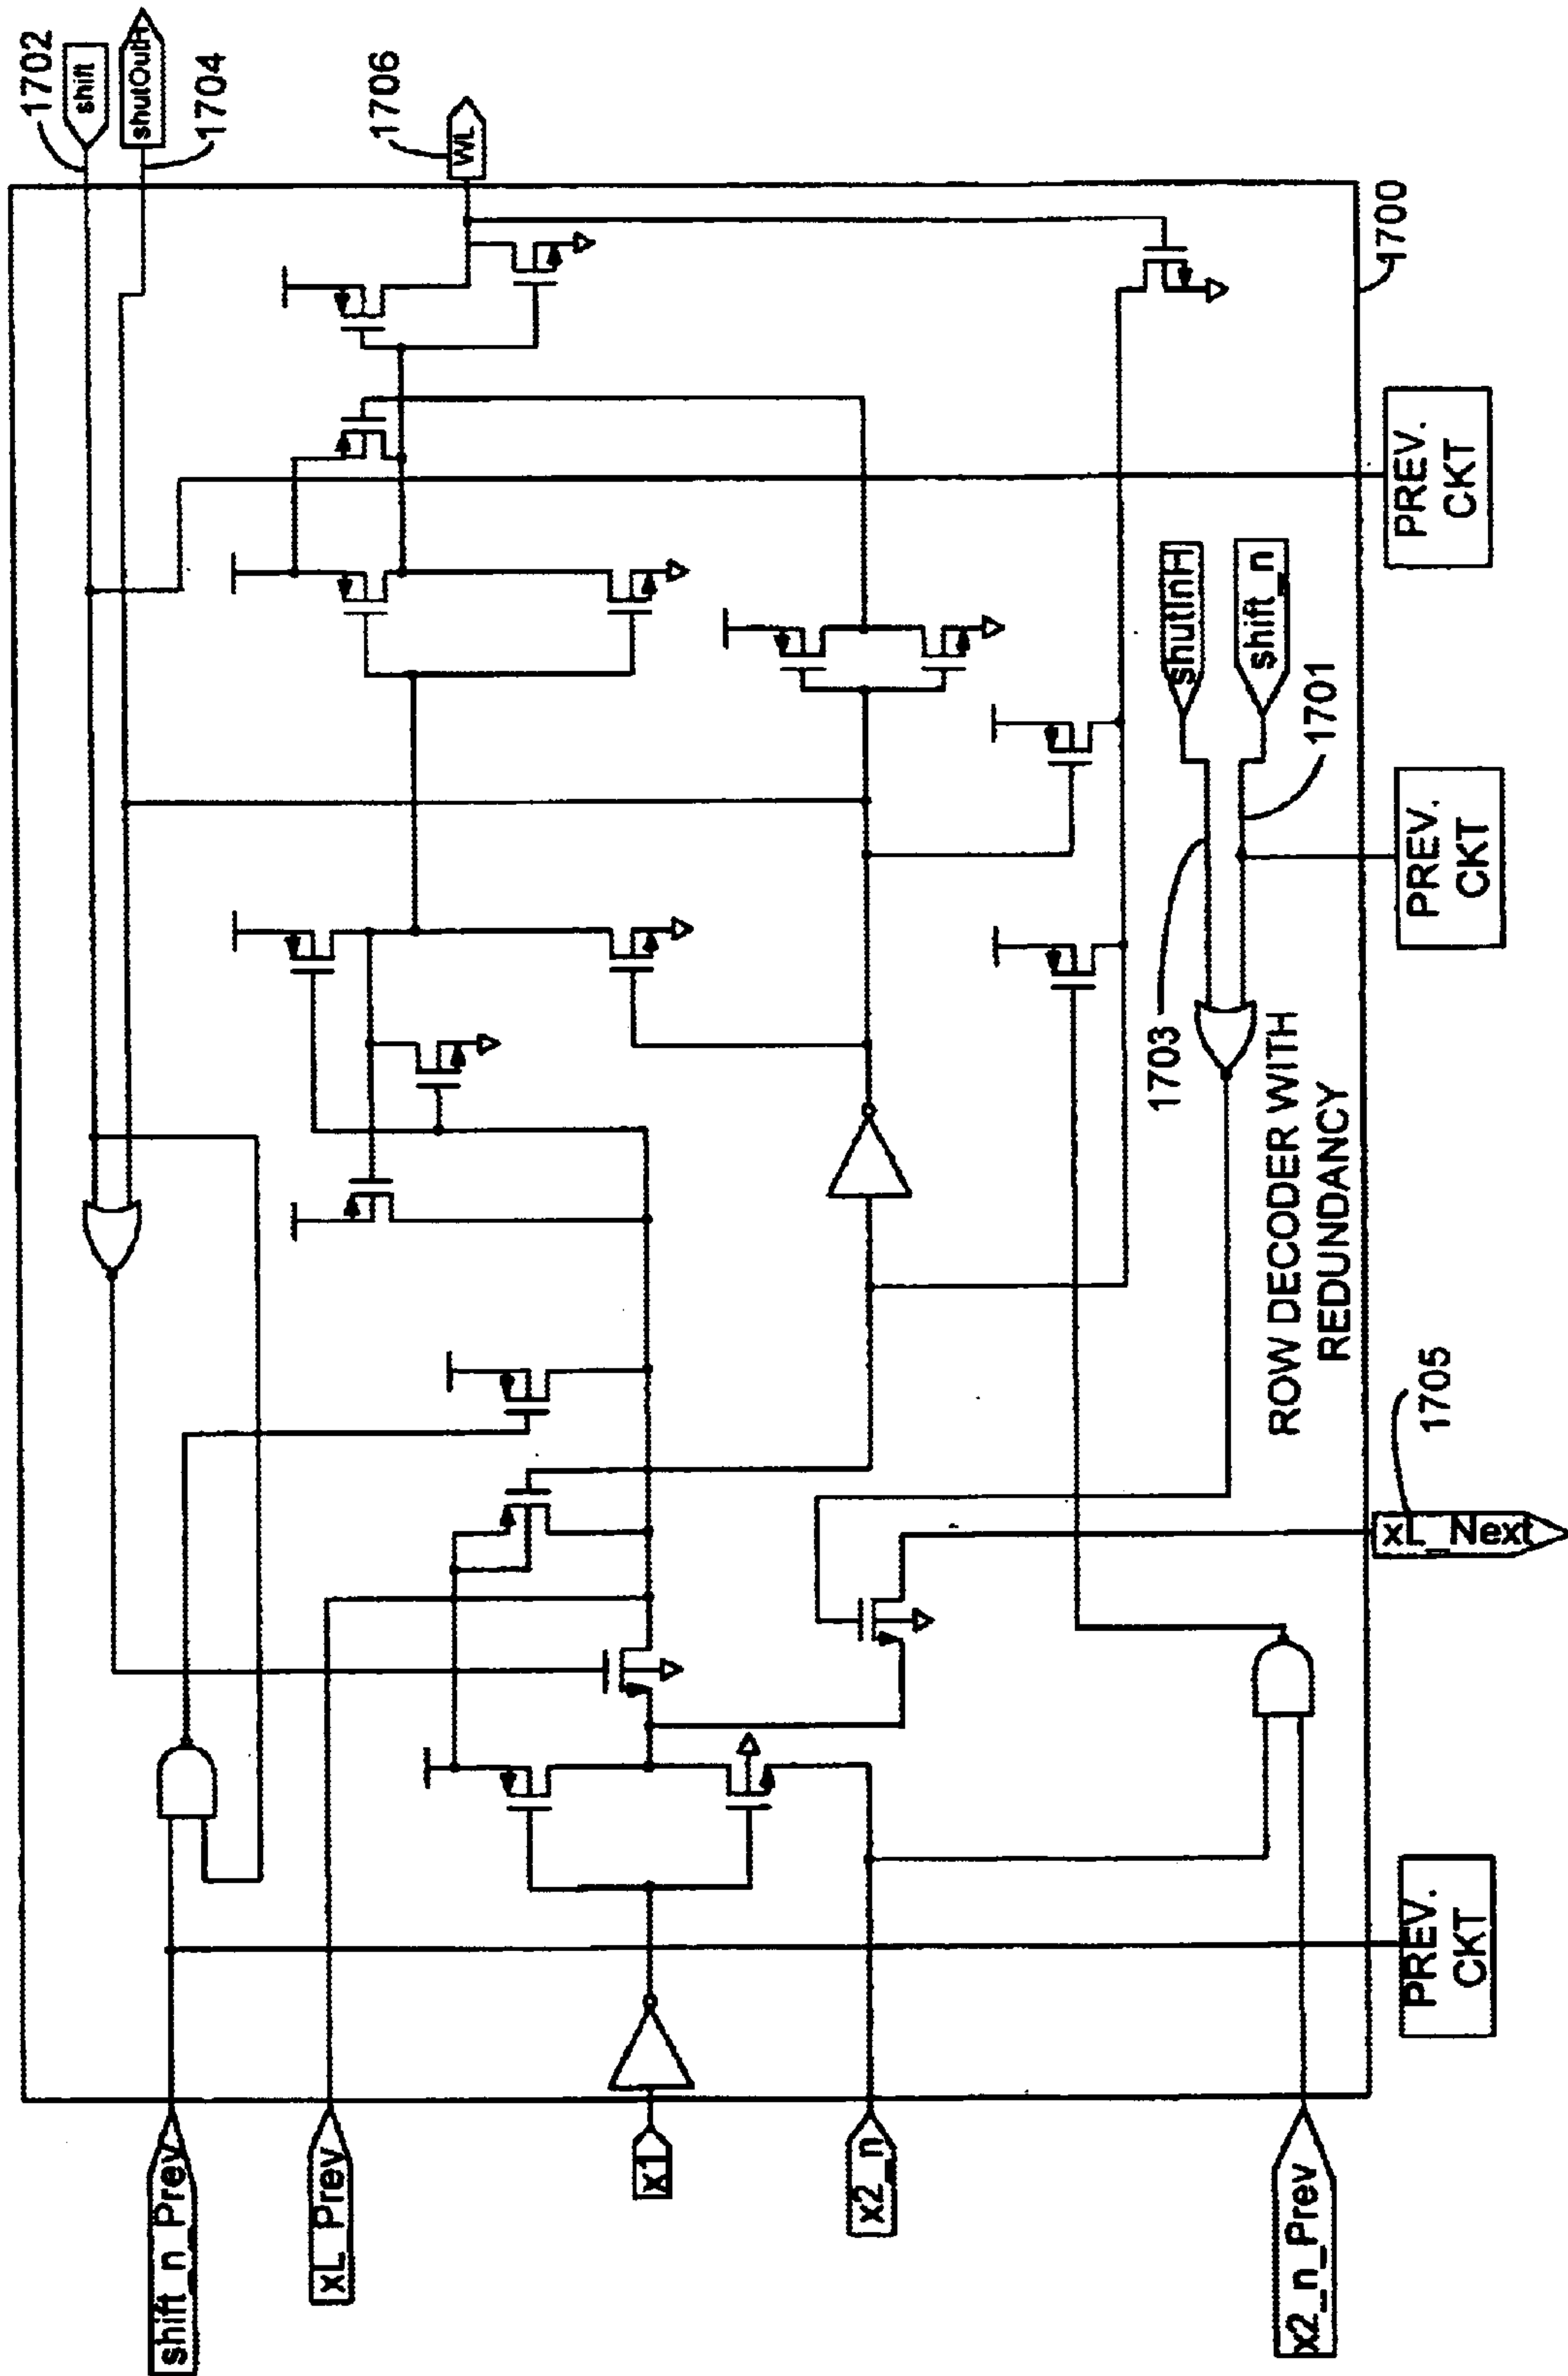 1702
shift
shutOutH
1704
1706
WL
shift_n_Prev
xL_Prev
x1
x2_n
x2_n_Prev
shutInH
shift_n
1701
1703
ROW DECODER WITH
REDUNDANCY
1705
xL_Next
1700
PREV.
CKT
PREV.
CKT
PREV.
CKT